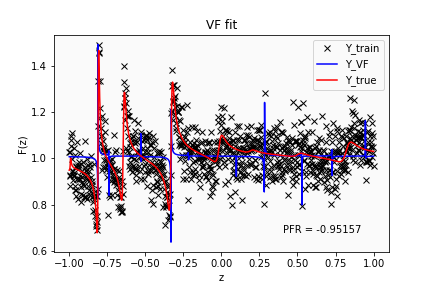 VF fit
Y_train
Y_VF
Y_true
1.4
1.2
1.0
0.8
0.6
F(z)
PFR = -0.95157
−1.00 −0.75 −0.50 −0.25 0.00 0.25 0.50 0.75 1.00
z